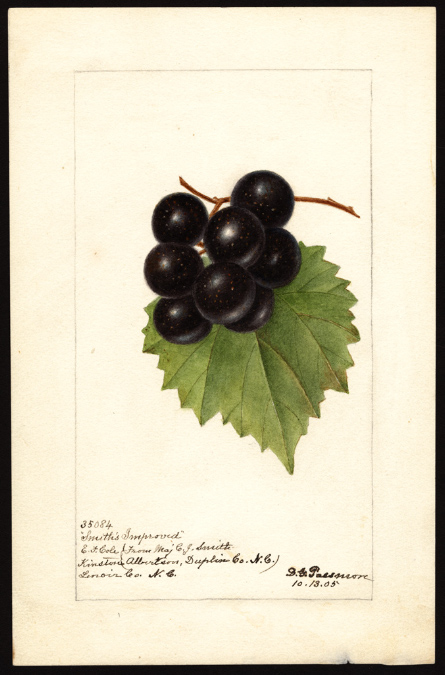 35084
"Smith's Improved"
E. F. Cole (From Maj C. J. Smith
Kinston Albertson, Duplin Co. N.C.)
Lenoir Co. N.C.
D. G. Passmore
10-13-05